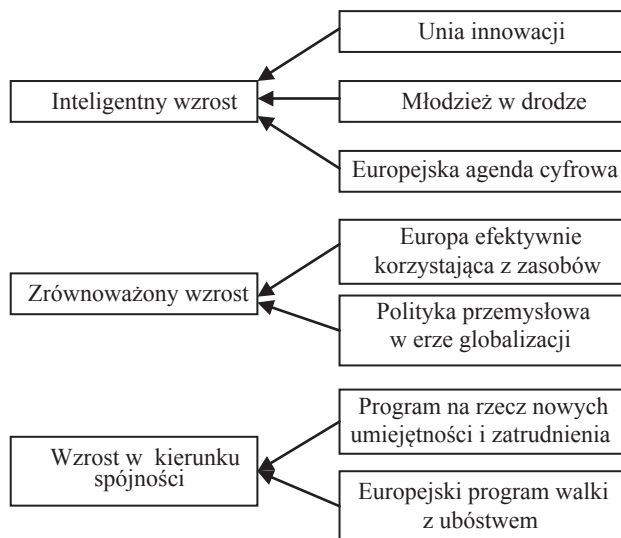 Unia innowacji
Inteligentny wzrost
Młodzież w drodze
Europejska agenda cyfrowa
Europa efektywnie
korzystająca z zasobów
Zrównoważony wzrost
Polityka przemysłowa
w erze globalizacji
Program na rzecz nowych
umiejętności i zatrudnienia
Wzrost w kierunku
spójności
Europejski program walki
z ubóstwem